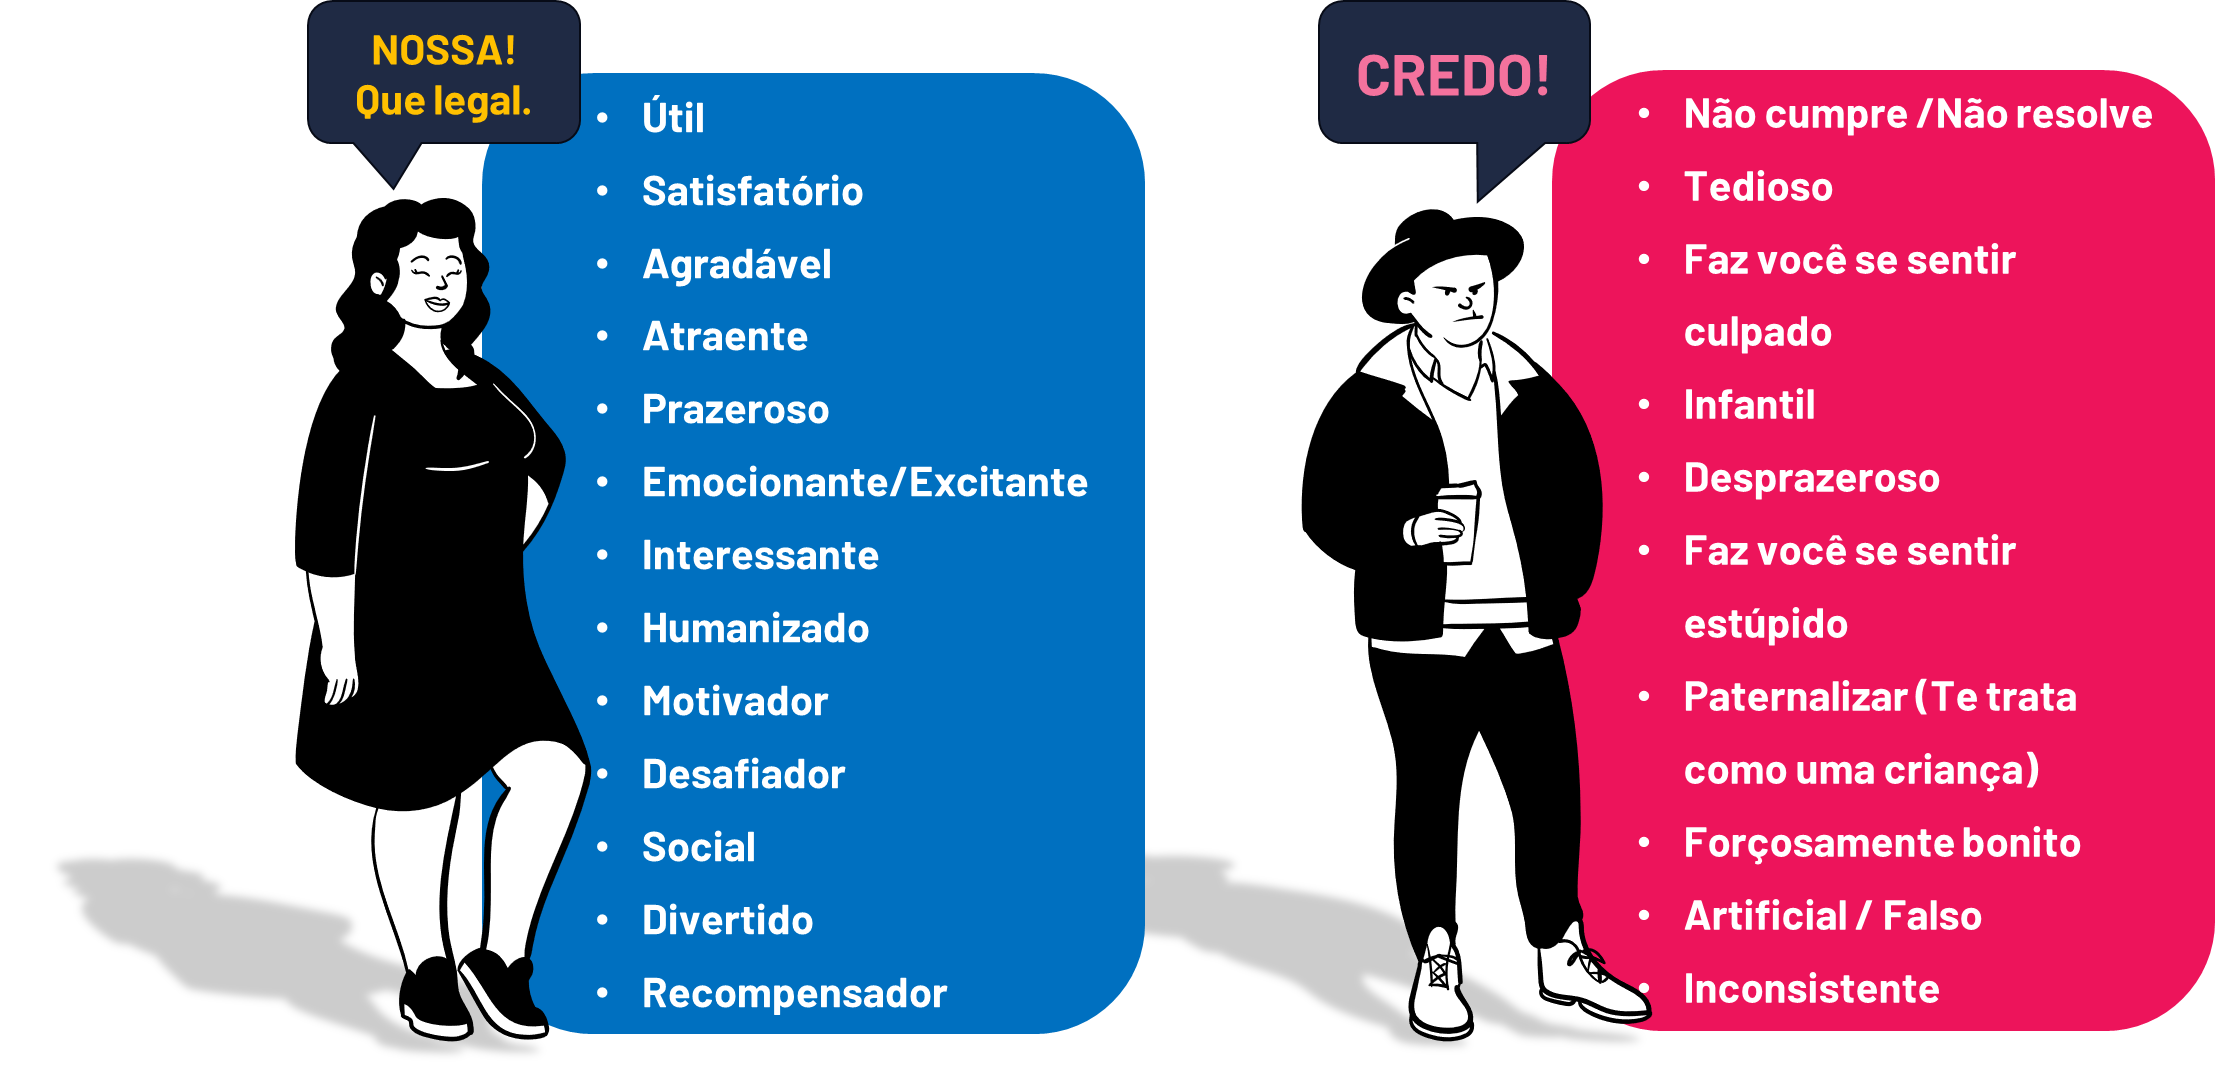 NOSSA!
Que legal.
• Útil
• Satisfatório
• Agradável
• Atraente
• Prazeroso
• Emocionante/Excitante
• Interessante
• Humanizado
• Motivador
• Desafiador
• Social
• Divertido
• Recompensador
CREDO!
• Não cumpre /Não resolve
• Tedioso
• Faz você se sentir
culpado
• Infantil
• Desprazeroso
• Faz você se sentir
estúpido
• Paternalizar (Te trata
como uma criança)
• Forçosamente bonito
• Artificial / Falso
• Inconsistente